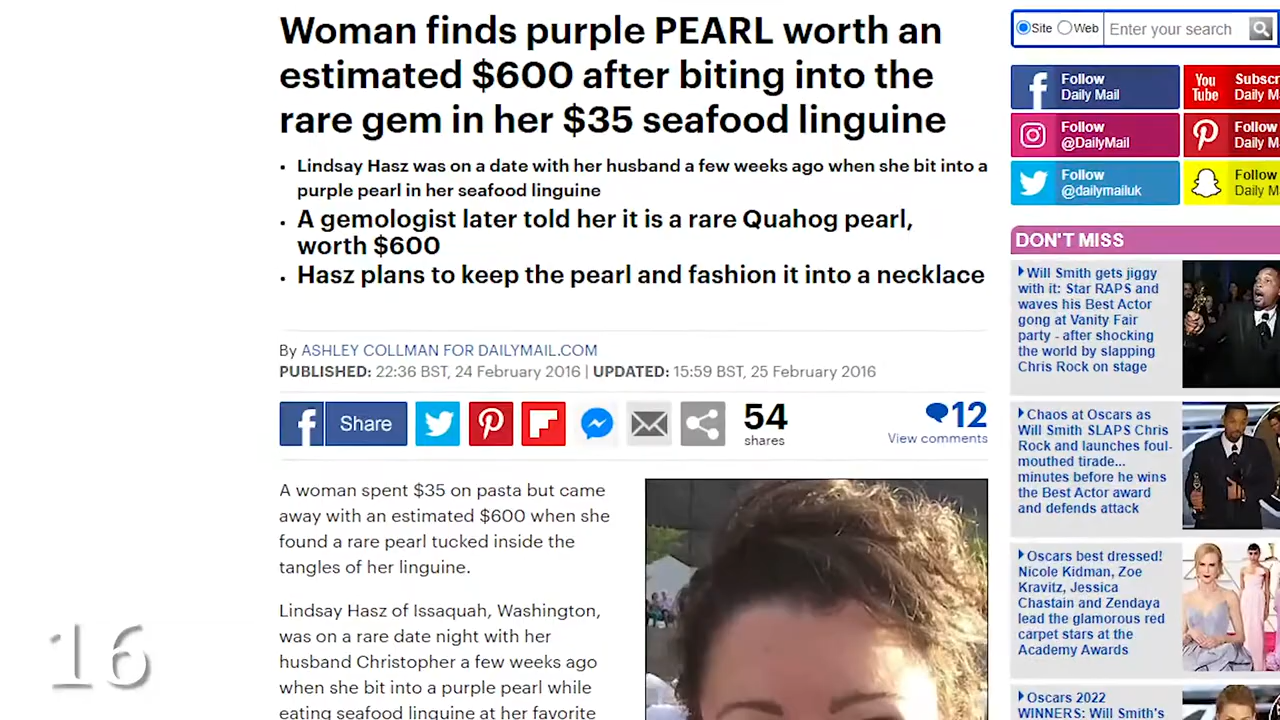 Woman finds purple PEARL worth an
estimated $600 after biting into the
rare gem in her $35 seafood linguine
• Lindsay Hasz was on a date with her husband a few weeks ago when she bit into a
purple pearl in her seafood linguine
• A gemologist later told her it is a rare Quahog pearl,
worth $600
• Hasz plans to keep the pearl and fashion it into a necklace
By ASHLEY COLLMAN FOR DAILYMAIL.COM
PUBLISHED: 22:36 BST, 24 February 2016 | UPDATED: 15:59 BST, 25 February 2016
Share
54
shares
12
View comments
A woman spent $35 on pasta but came
away with an estimated $600 when she
found a rare pearl tucked inside the
tangles of her linguine.
Lindsay Hasz of Issaquah, Washington,
was on a rare date night with her
husband Christopher a few weeks ago
when she bit into a purple pearl while
eating seafood linguine at her favorite
16
Site Web Enter your search
Follow
Daily Mail
You
Tube
Subscr
Daily M
Follow
@DailyMail
Follow
Daily M
Follow
@dailymailuk
Follow
Daily M
DON'T MISS
Will Smith gets jiggy
with it: Star RAPS and
waves his Best Actor
gong at Vanity Fair
party - after shocking
the world by slapping
Chris Rock on stage
Chaos at Oscars as
Will Smith SLAPS Chris
Rock and launches foul-
mouthed tirade...
minutes before he wins
the Best Actor award
and defends attack
Oscars best dressed!
Nicole Kidman, Zoe
Kravitz, Jessica
Chastain and Zendaya
lead the glamorous red
carpet stars at the
Academy Awards
Oscars 2022
WINNERS: Will Smith's